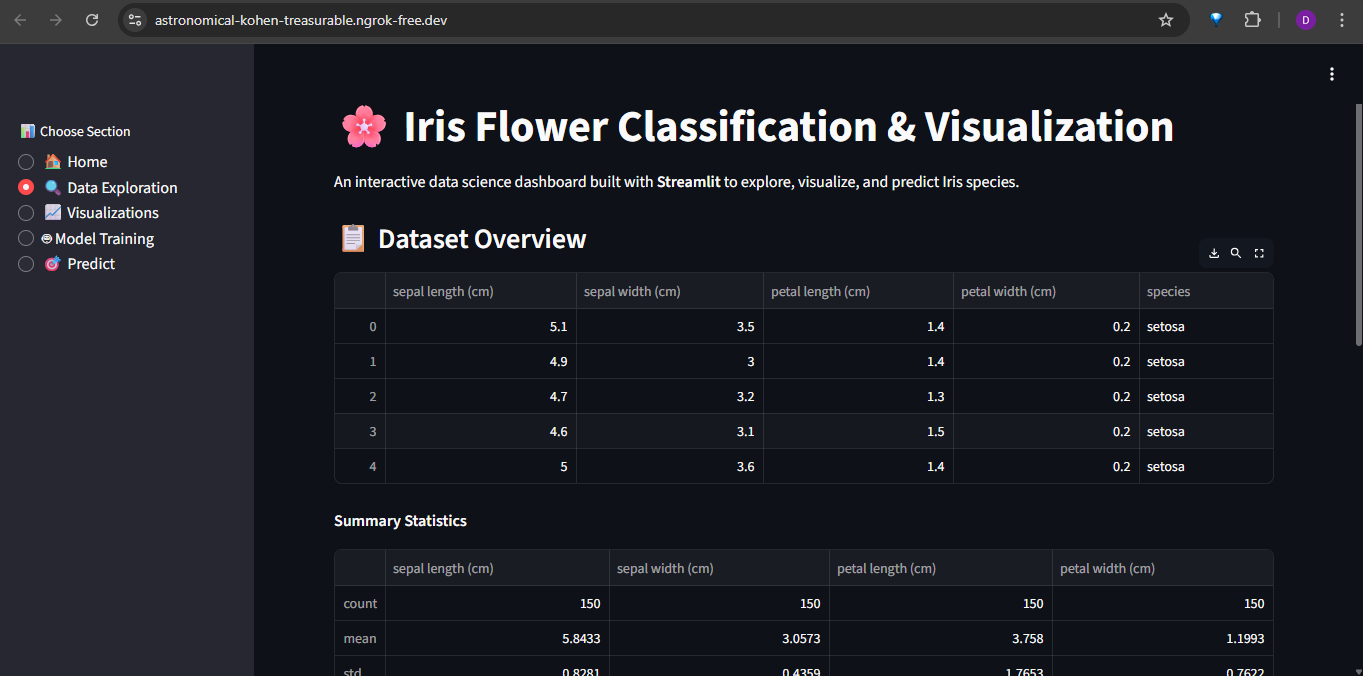 astronomical-kohen-treasurable.ngrok-free.dev
D
Choose Section
Home
Data Exploration
Visualizations
Model Training
Predict
Iris Flower Classification & Visualization
An interactive data science dashboard built with Streamlit to explore, visualize, and predict Iris species.
Dataset Overview
sepal length (cm) sepal width (cm) petal length (cm) petal width (cm) species
0 5.1 3.5 1.4 0.2 setosa
1 4.9 3 1.4 0.2 setosa
2 4.7 3.2 1.3 0.2 setosa
3 4.6 3.1 1.5 0.2 setosa
4 5 3.6 1.4 0.2 setosa
Summary Statistics
sepal length (cm) sepal width (cm) petal length (cm) petal width (cm)
count 150 150 150 150
mean 5.8433 3.0573 3.758 1.1993
std 0.8281 0.4359 1.7653 0.7622